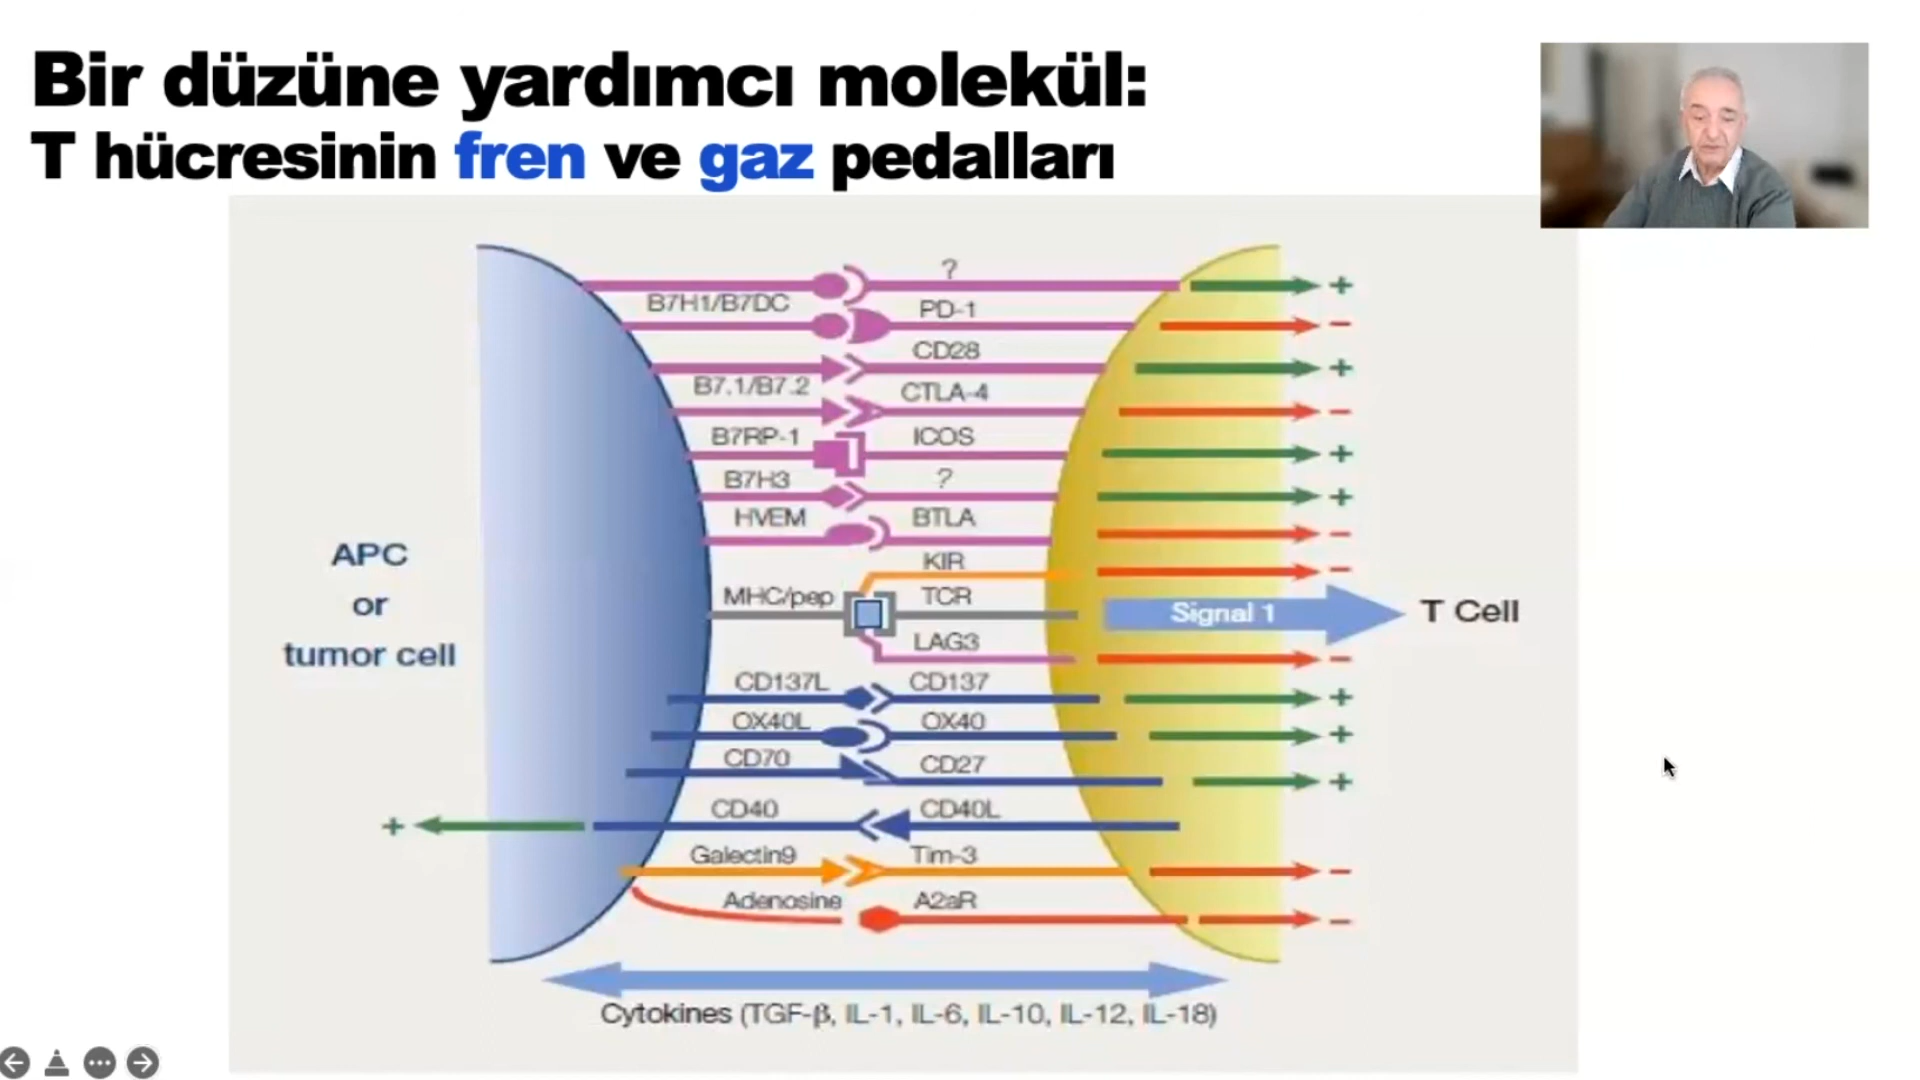 Bir düzüne yardımcı molekül:
T hücresinin fren ve gaz pedalları
?
+
B7H1/B7DC
PD-1
−
CD28
+
B7.1/B7.2
CTLA-4
−
B7RP-1
ICOS
+
B7H3
?
+
HVEM
BTLA
−
KIR
−
APC
or
tumor cell
MHC/pep
TCR
Signal 1
T Cell
LAG3
−
CD137L
CD137
+
OX40L
OX40
+
CD70
CD27
+
CD40
CD40L
+
Galectin9
Tim-3
−
Adenosine
A2aR
−
Cytokines (TGF-β, IL-1, IL-6, IL-10, IL-12, IL-18)